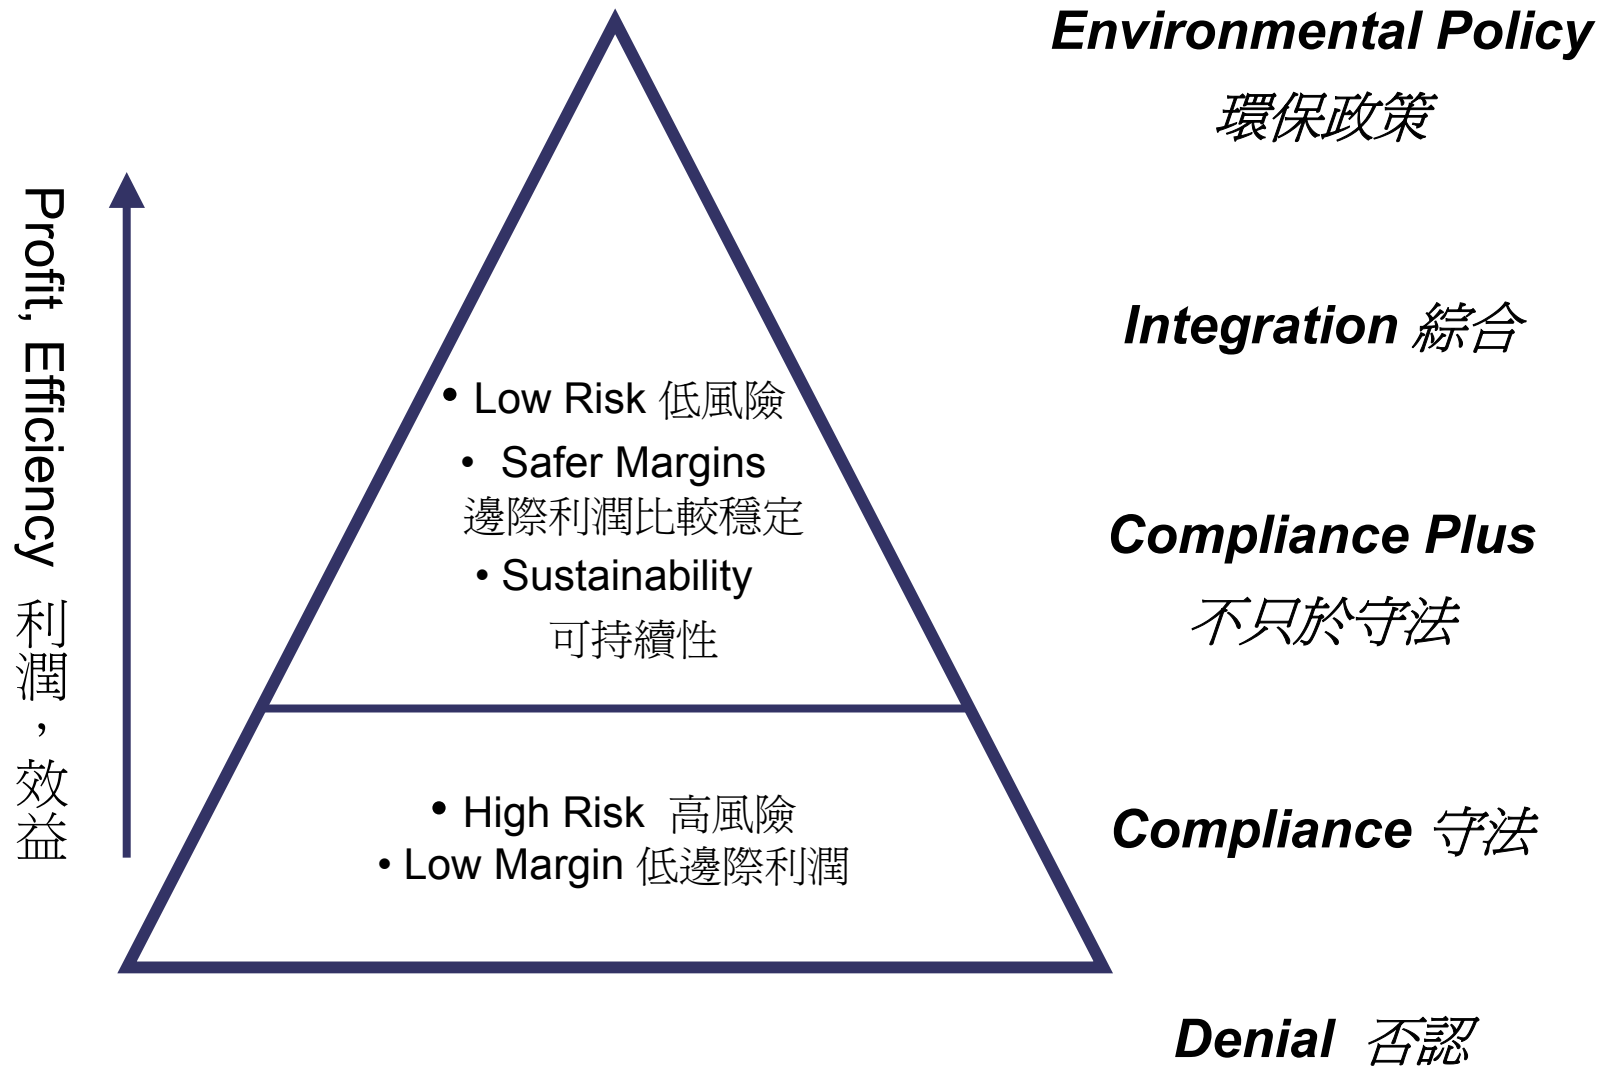 Profit, Efficiency 利潤，效益
• Low Risk 低風險
• Safer Margins
邊際利潤比較穩定
• Sustainability
可持續性
• High Risk 高風險
• Low Margin 低邊際利潤
Environmental Policy
環保政策
Integration 綜合
Compliance Plus
不只於守法
Compliance 守法
Denial 否認